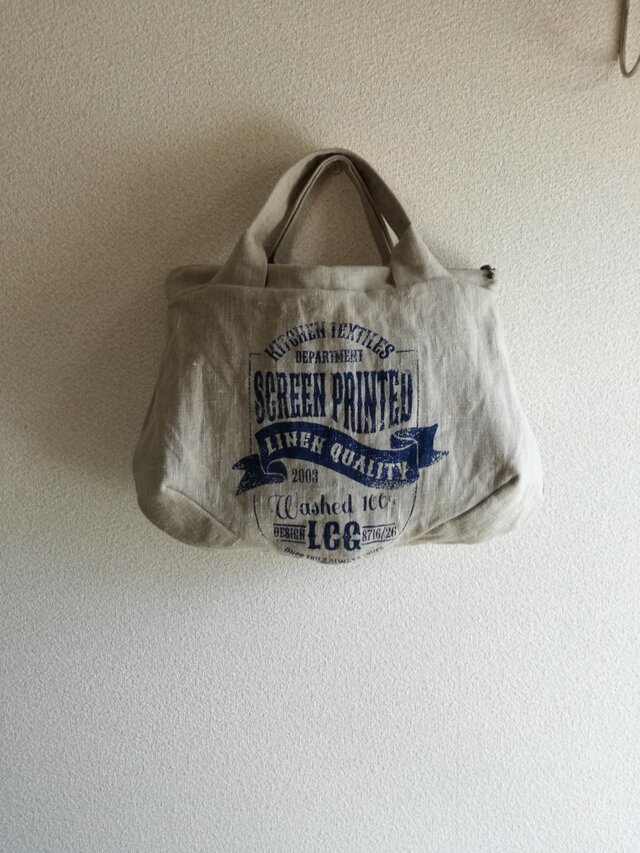 KITCHEN TEXTILES
DEPARTMENT
SCREEN PRINTED
LINEN QUALITY
2003
Washed 100%
DESIGN LCG 8716/26